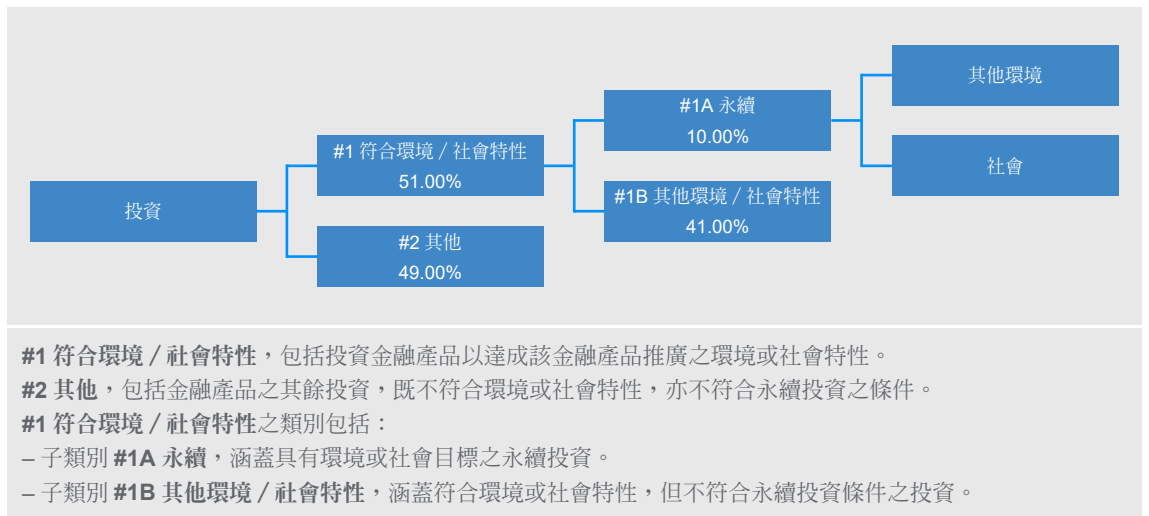 投資
#1 符合環境 / 社會特性
51.00%
#2 其他
49.00%
#1A 永續
10.00%
#1B 其他環境 / 社會特性
41.00%
其他環境
社會
#1 符合環境 / 社會特性，包括投資金融產品以達成該金融產品推廣之環境或社會特性。
#2 其他，包括金融產品之其餘投資，既不符合環境或社會特性，亦不符合永續投資之條件。
#1 符合環境 / 社會特性之類別包括：
– 子類別 #1A 永續，涵蓋具有環境或社會目標之永續投資。
– 子類別 #1B 其他環境 / 社會特性，涵蓋符合環境或社會特性，但不符合永續投資條件之投資。